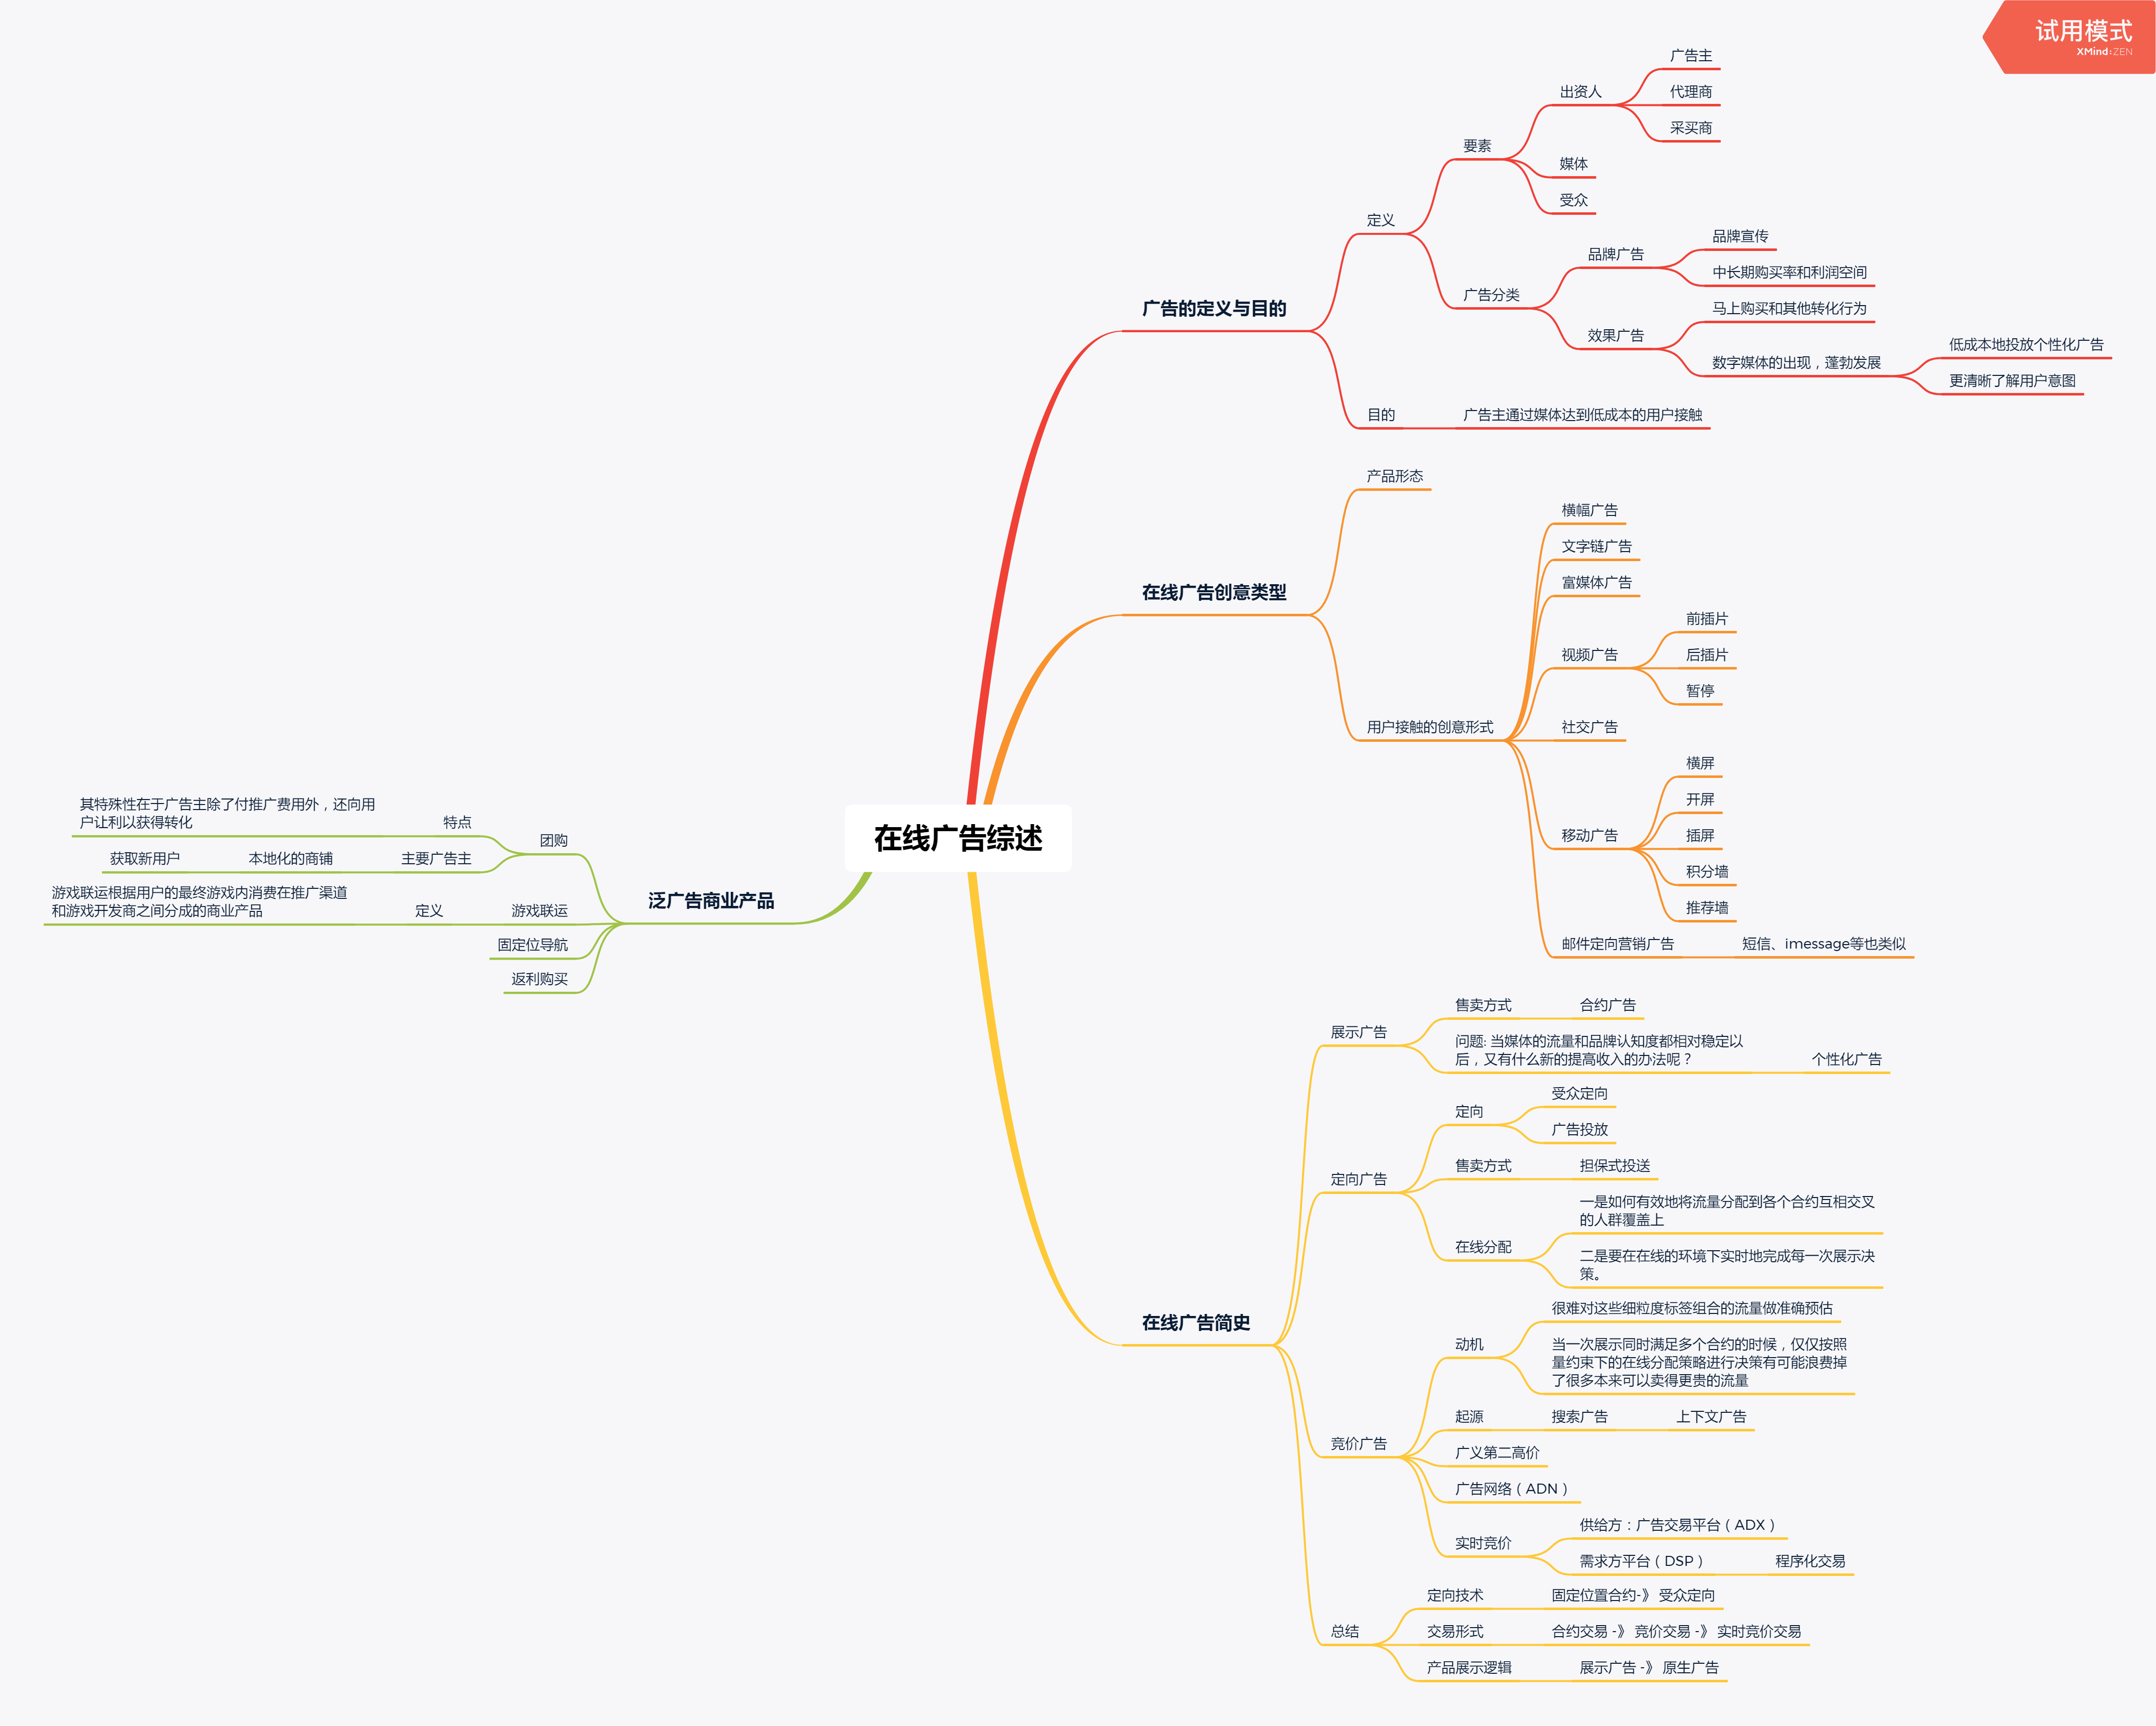 试用模式
XMind:ZEN
在线广告综述
广告的定义与目的
定义
要素
出资人
广告主
代理商
采买商
媒体
受众
广告分类
品牌广告
品牌宣传
中长期购买率和利润空间
效果广告
马上购买和其他转化行为
数字媒体的出现，蓬勃发展
低成本地投放个性化广告
更清晰了解用户意图
目的
广告主通过媒体达到低成本的用户接触
在线广告创意类型
产品形态
用户接触的创意形式
横幅广告
文字链广告
富媒体广告
视频广告
前插片
后插片
暂停
社交广告
移动广告
横屏
开屏
插屏
积分墙
推荐墙
邮件定向营销广告
短信、imessage等也类似
在线广告简史
展示广告
售卖方式
合约广告
问题: 当媒体的流量和品牌认知度都相对稳定以
后，又有什么新的提高收入的办法呢？
个性化广告
定向广告
定向
受众定向
广告投放
售卖方式
担保式投送
在线分配
一是如何有效地将流量分配到各个合约互相交叉
的人群覆盖上
二是要在在线的环境下实时地完成每一次展示决
策。
竞价广告
动机
很难对这些细粒度标签组合的流量做准确预估
当一次展示同时满足多个合约的时候，仅仅按照
量约束下的在线分配策略进行决策有可能浪费掉
了很多本来可以卖得更贵的流量
起源
搜索广告
上下文广告
广义第二高价
广告网络（ADN）
实时竞价
供给方：广告交易平台（ADX）
需求方平台（DSP）
程序化交易
总结
定向技术
固定位置合约-》 受众定向
交易形式
合约交易 -》 竞价交易 -》 实时竞价交易
产品展示逻辑
展示广告 -》 原生广告
泛广告商业产品
团购
特点
其特殊性在于广告主除了付推广费用外，还向用
户让利以获得转化
主要广告主
本地化的商铺
获取新用户
游戏联运
定义
游戏联运根据用户的最终游戏内消费在推广渠道
和游戏开发商之间分成的商业产品
固定位导航
返利购买